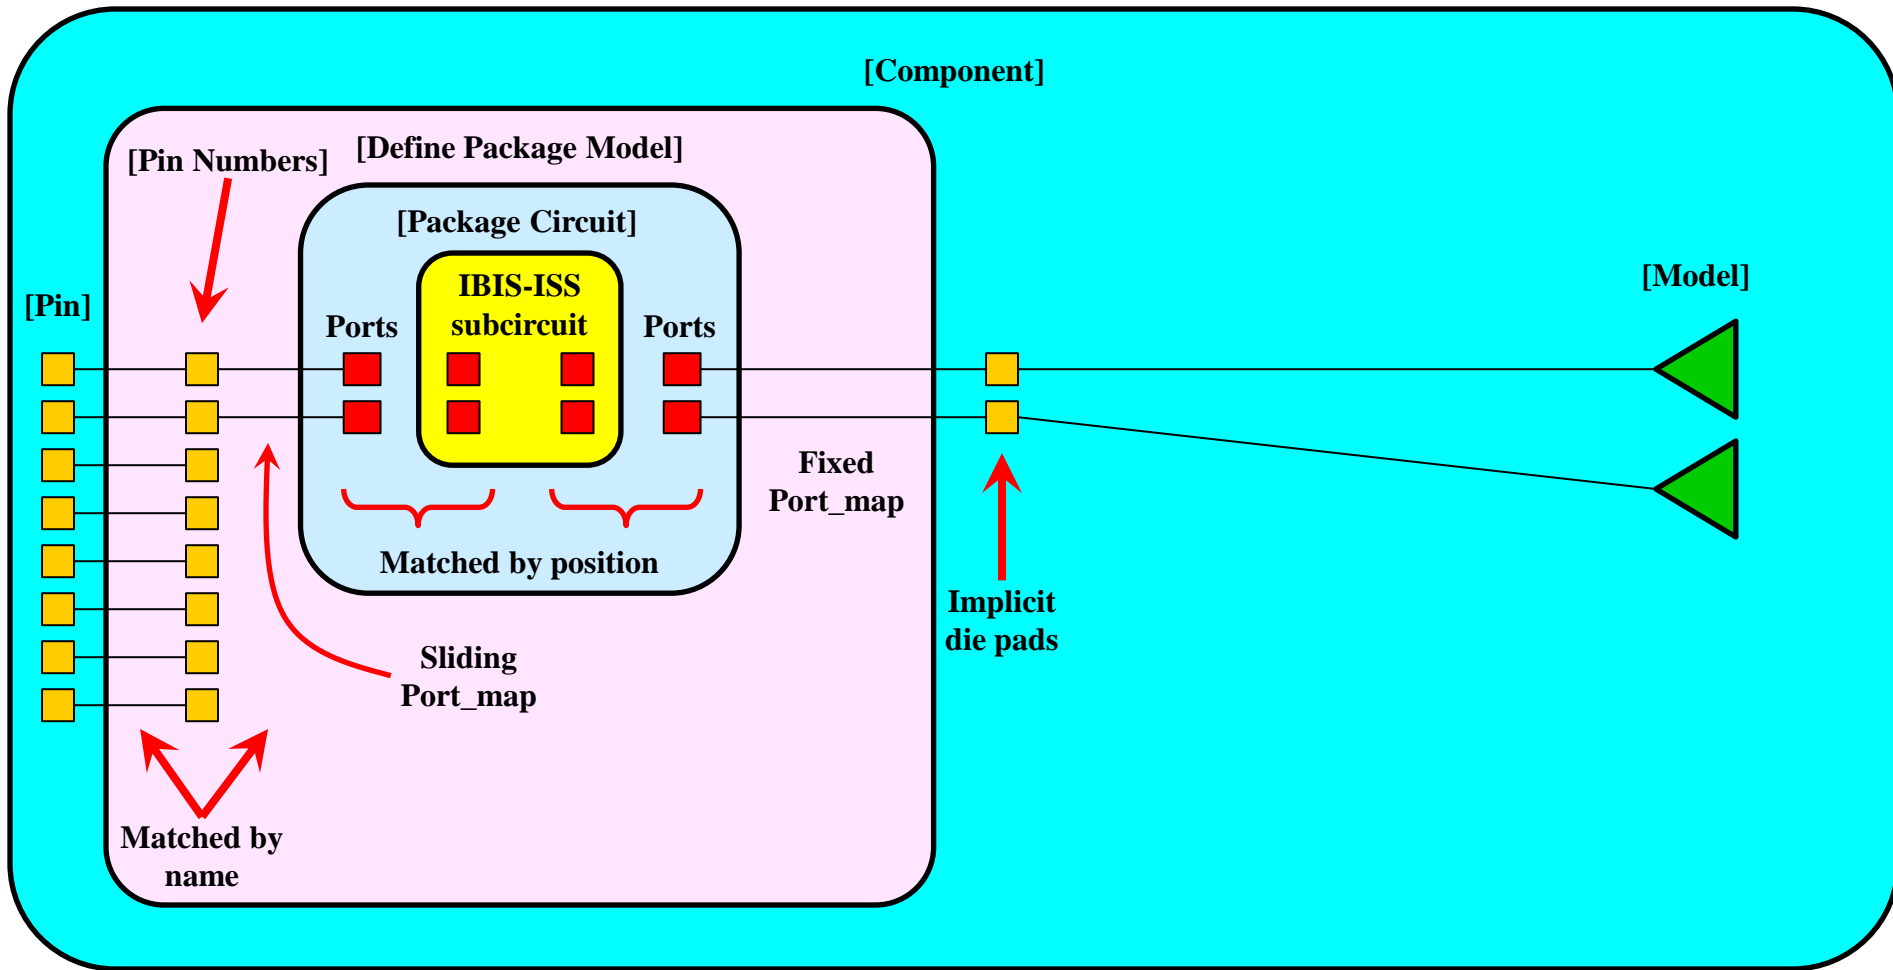 [Component]
[Define Package Model]
[Pin Numbers]
[Package Circuit]
[Model]
IBIS-ISS
subcircuit
[Pin]
Ports
Ports
Fixed
Port_map
Matched by position
Implicit
die pads
Sliding
Port_map
Matched by
name